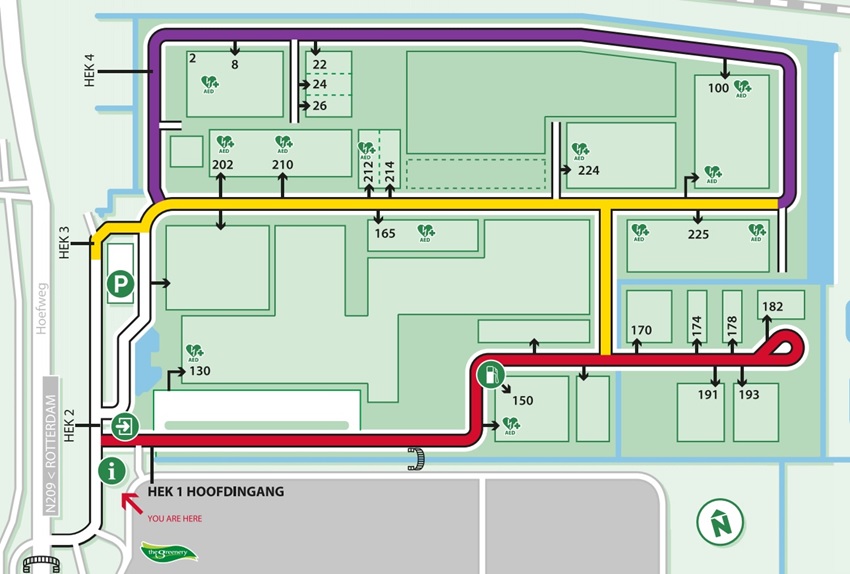 HEK 4
2
8
22
24
26
100
AED
AED
202
AED
210
AED
212
214
AED
224
AED
HEK 3
165
AED
AED
225
AED
P
Hoefweg
170
174
178
182
AED
130
150
AED
191
193
HEK 2
N209 < ROTTERDAM
i
HEK 1 HOOFDINGANG
YOU ARE HERE
the greemery
N